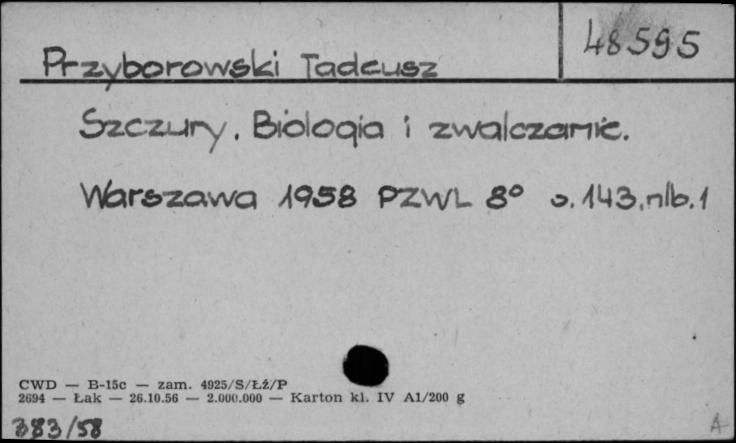 48595
Przyborowski Tadeusz
Szczury. Biologia i zwalczanie.
Warszawa 1958 PZWL 8° s. 143, nlb. 1
CWD — B-15c — zam. 4925/S/Łź/P
2694 — Łak — 26.10.56 — 2.000.000 — Karton kl. IV A1/200 g
383/58
A